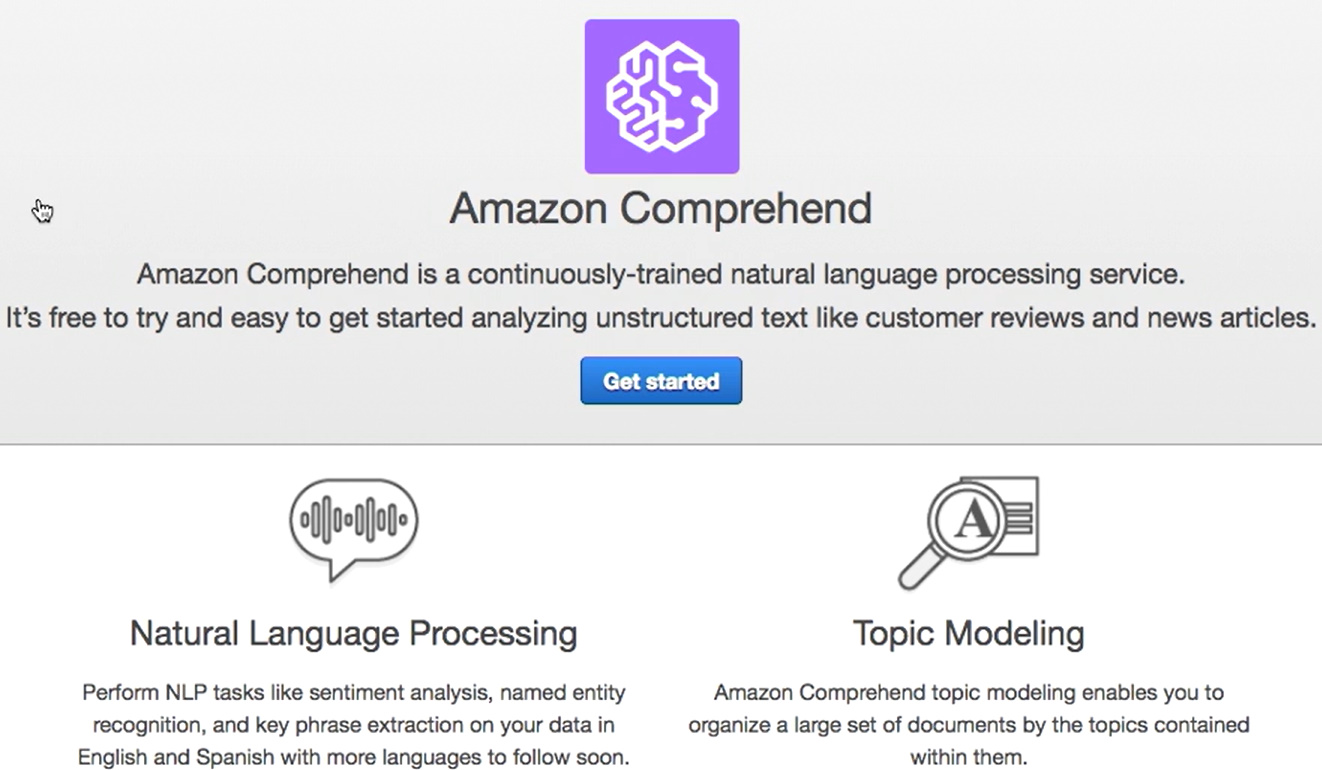 Amazon Comprehend
Amazon Comprehend is a continuously-trained natural language processing service.
It's free to try and easy to get started analyzing unstructured text like customer reviews and news articles.
Get started
A
Natural Language Processing
Perform NLP tasks like sentiment analysis, named entity
recognition, and key phrase extraction on your data in
English and Spanish with more languages to follow soon.
Topic Modeling
Amazon Comprehend topic modeling enables you to
organize a large set of documents by the topics contained
within them.